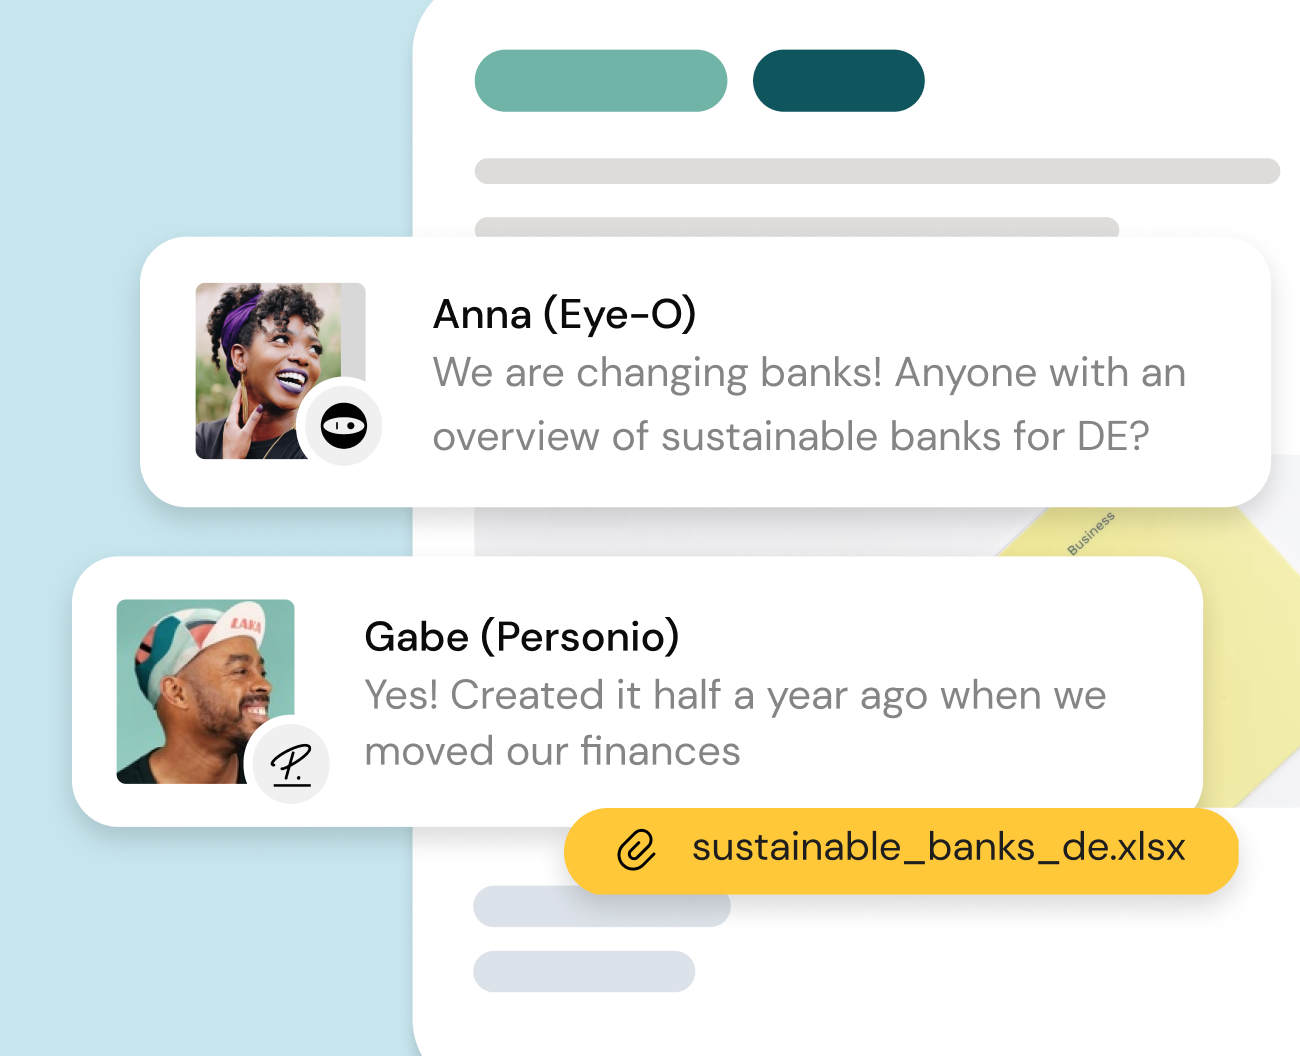 Anna (Eye-O)
We are changing banks! Anyone with an
overview of sustainable banks for DE?
Business
LAKA
Gabe (Personio)
Yes! Created it half a year ago when we
moved our finances
P.
sustainable_banks_de.xlsx